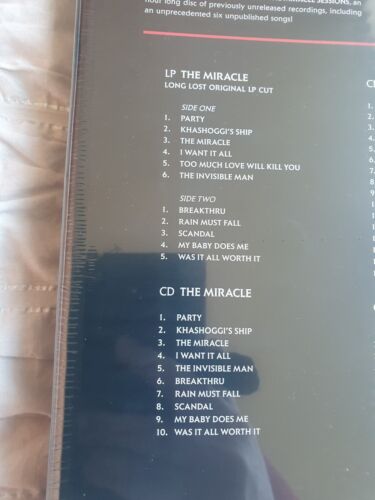 MIRACLE SESSIONS, an
hour long disc of previously unreleased recordings, including
an unprecedented six unpublished songs!
LP THE MIRACLE
LONG LOST ORIGINAL LP CUT
SIDE ONE
1. PARTY
2. KHASHOGGI'S SHIP
3. THE MIRACLE
4. I WANT IT ALL
5. TOO MUCH LOVE WILL KILL YOU
6. THE INVISIBLE MAN
SIDE TWO
1. BREAKTHRU
2. RAIN MUST FALL
3. SCANDAL
4. MY BABY DOES ME
5. WAS IT ALL WORTH IT
CD THE MIRACLE
1. PARTY
2. KHASHOGGI'S SHIP
3. THE MIRACLE
4. I WANT IT ALL
5. THE INVISIBLE MAN
6. BREAKTHRU
7. RAIN MUST FALL
8. SCANDAL
9. MY BABY DOES ME
10. WAS IT ALL WORTH IT